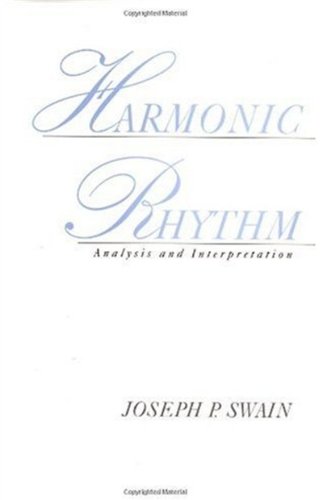 Copyrighted Material
HARMONIC
RHYTHM
Analysis and Interpretation
JOSEPH P. SWAIN
Copyrighted Material